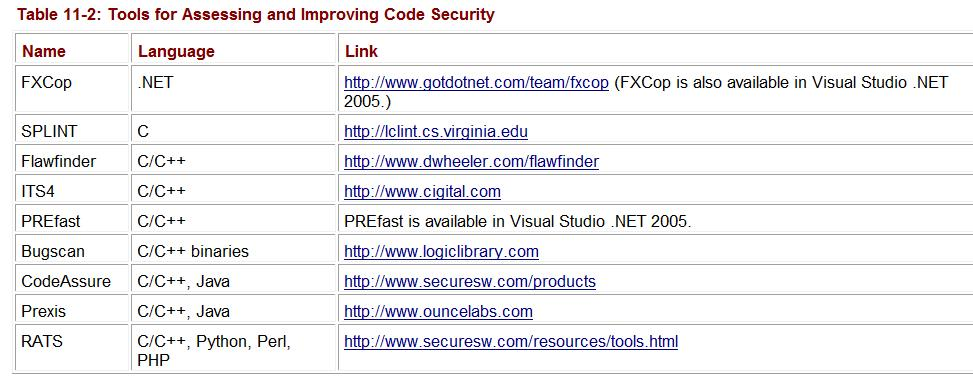 Table 11-2: Tools for Assessing and Improving Code Security
Name Language Link
FXCop .NET http://www.gotdotnet.com/team/fxcop (FXCop is also available in Visual Studio .NET
2005.)
SPLINT C http://lclint.cs.virginia.edu
Flawfinder C/C++ http://www.dwheeler.com/flawfinder
ITS4 C/C++ http://www.cigital.com
PREfast C/C++ PREfast is available in Visual Studio .NET 2005.
Bugscan C/C++ binaries http://www.logiclibrary.com
CodeAssure C/C++, Java http://www.securesw.com/products
Prexis C/C++, Java http://www.ouncelabs.com
RATS C/C++, Python, Perl, http://www.securesw.com/resources/tools.html
PHP